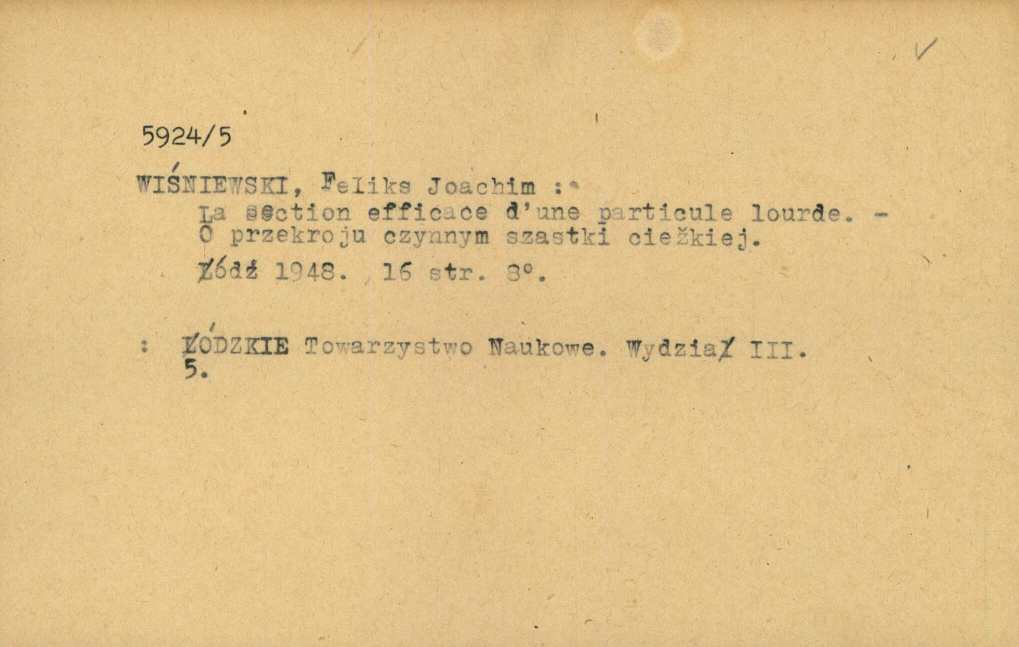 5924/5
WIŚNIEWSKI, Feliks Joachim :
La section efficace d'une particule lourde. -
O przekroju czynnym szastki ciežkiej.
Łódź 1948. 16 str. 8°.
: ŁÓDZKIE Towarzystwo Naukowe. Wydział III.
5.